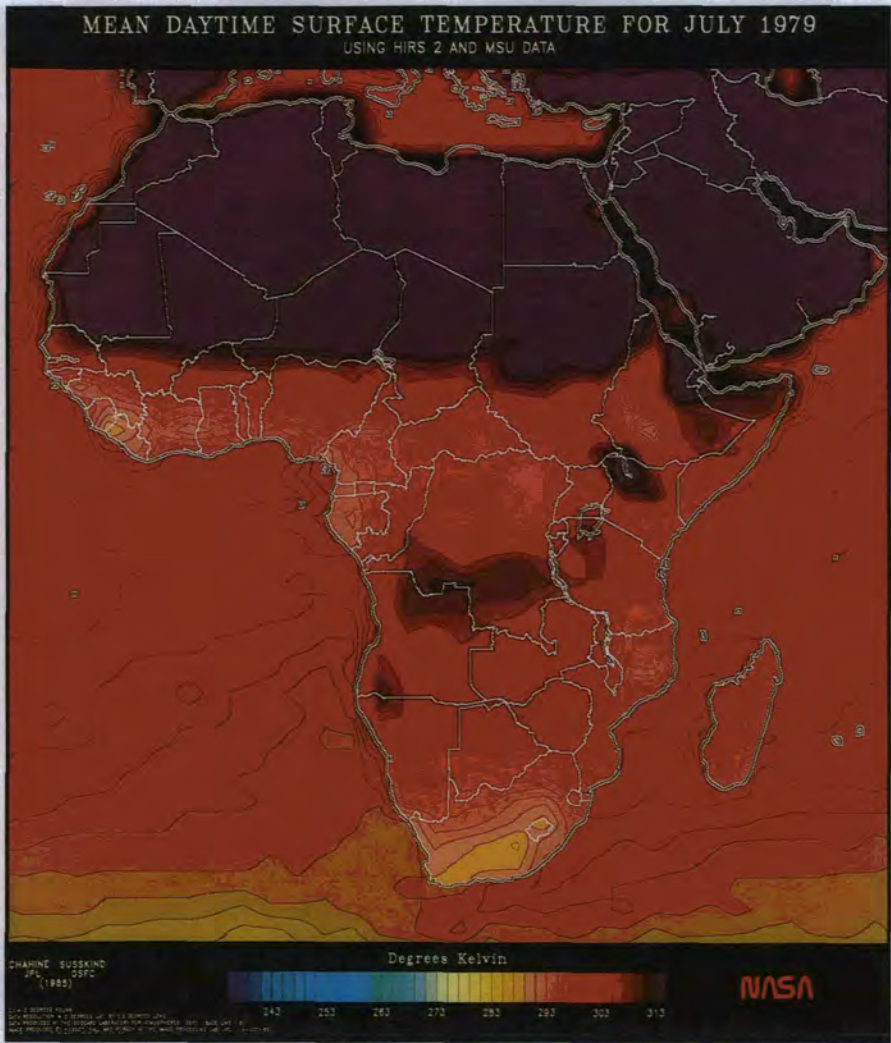 MEAN DAYTIME SURFACE TEMPERATURE FOR JULY 1979
USING HIRS 2 AND MSU DATA
Degrees Kelvin
CHAHINE SUSSKIND
JPL GSFC
(1985)
243 253 263 273 283 293 303 313
NASA